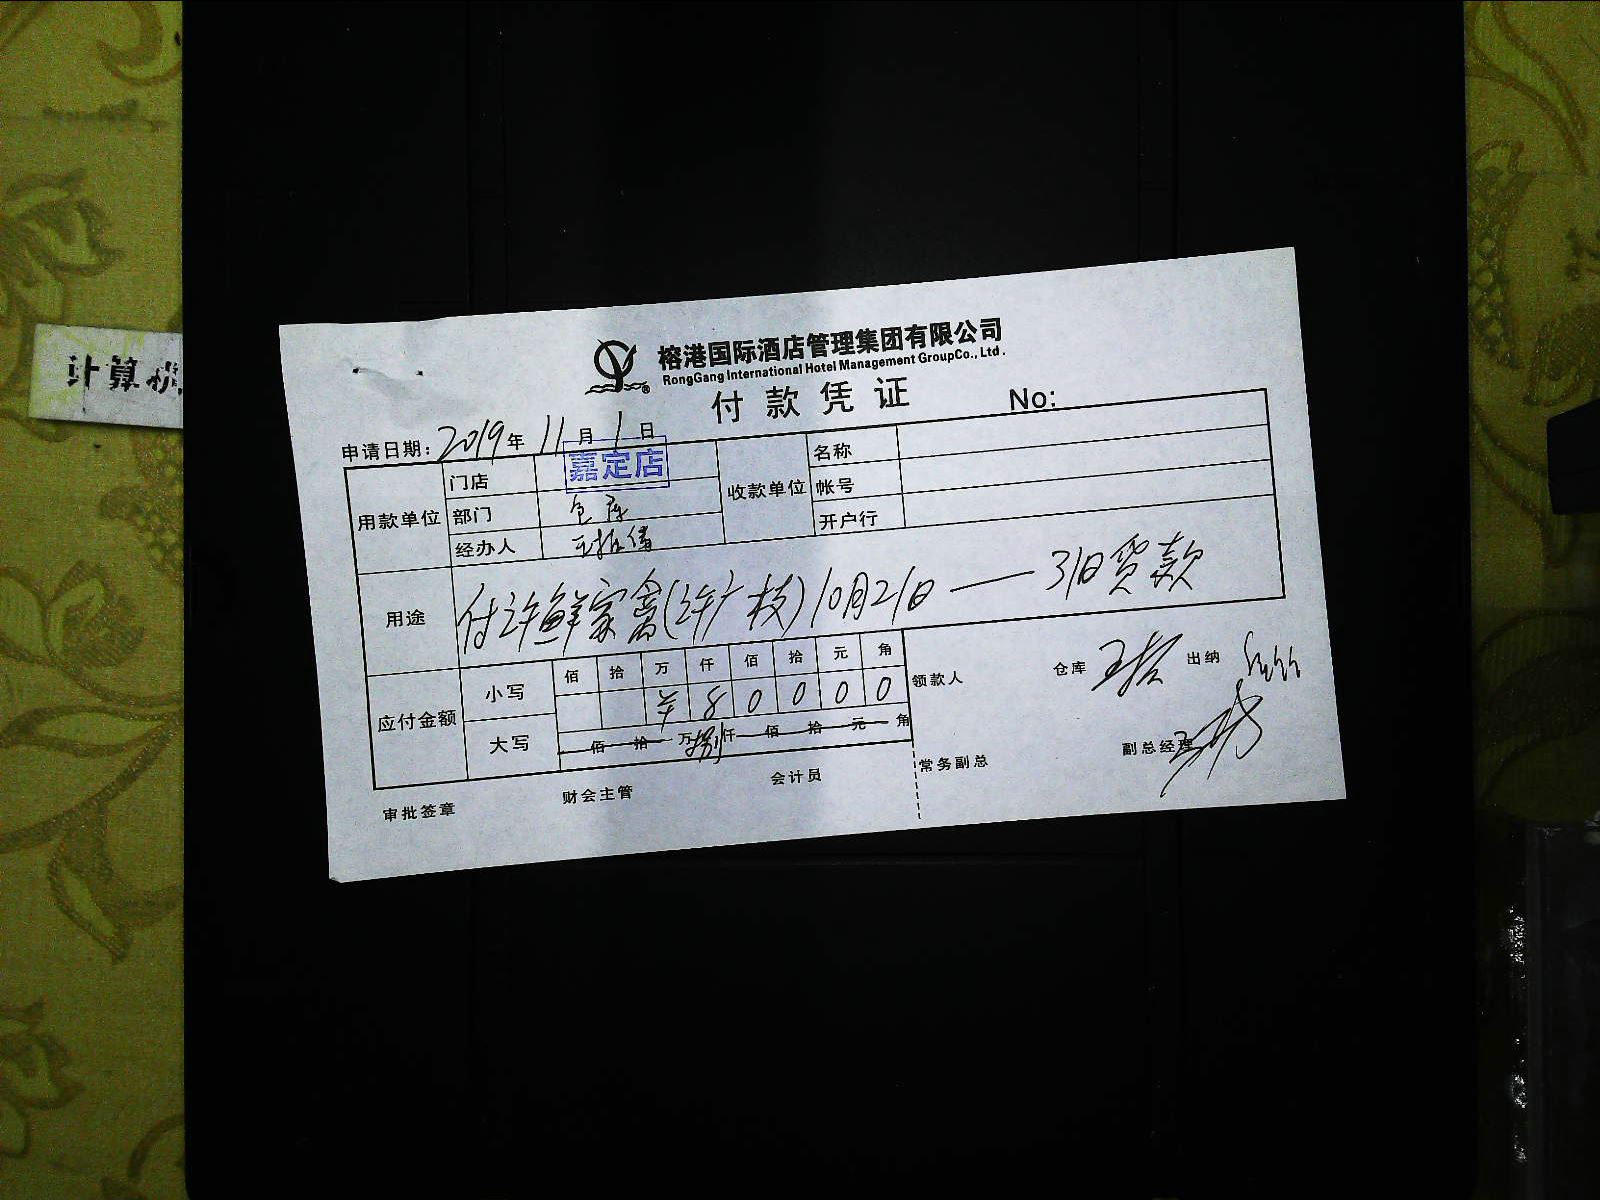 计算机
榕港国际酒店管理集团有限公司
RongGang International Hotel Management GroupCo., Ltd.
付款凭证 No:
申请日期: 2019年 11月 1日
用款单位 门店 嘉定店 收款单位 名称
部门 仓库 帐号
经办人 开户行
用途 付许鲜家禽(许广枝)10月21日——31日货款
应付金额 小写 佰 拾 万 仟 佰 拾 元 角
¥ 8 0 0 0 0
大写 佰 拾 万 捌 仟 佰 拾 元 角
领款人 仓库 出纳
常务副总 副总经理
审批签章 财会主管 会计员